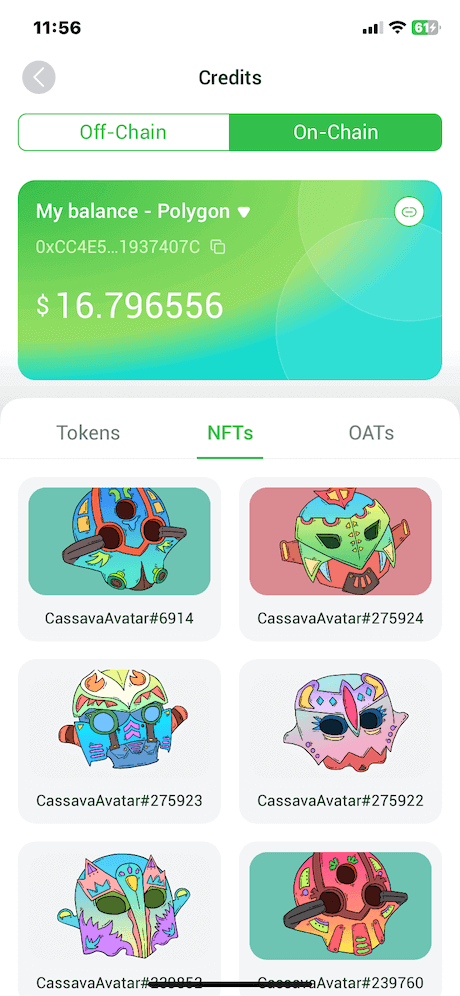 11:56
61
Credits
Off-Chain
On-Chain
My balance - Polygon
0xCC4E5...1937407C
$ 16.796556
Tokens
NFTs
OATs
CassavaAvatar#6914
CassavaAvatar#275924
CassavaAvatar#275923
CassavaAvatar#275922
CassavaAvatar#239852
CassavaAvatar#239760